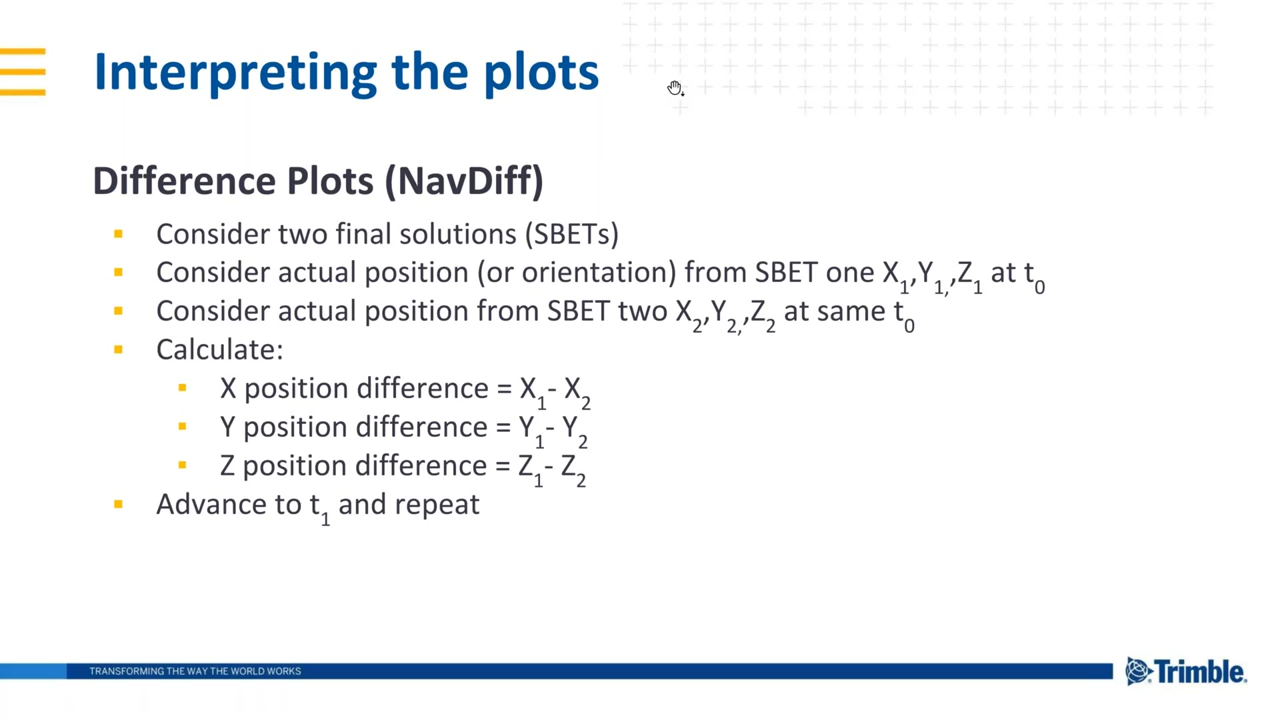 Interpreting the plots
Difference Plots (NavDiff)
▪ Consider two final solutions (SBETs)
▪ Consider actual position (or orientation) from SBET one X₁,Y₁,,Z₁ at t₀
▪ Consider actual position from SBET two X₂,Y₂,,Z₂ at same t₀
▪ Calculate:
▪ X position difference = X₁- X₂
▪ Y position difference = Y₁- Y₂
▪ Z position difference = Z₁- Z₂
▪ Advance to t₁ and repeat
TRANSFORMING THE WAY THE WORLD WORKS
Trimble.